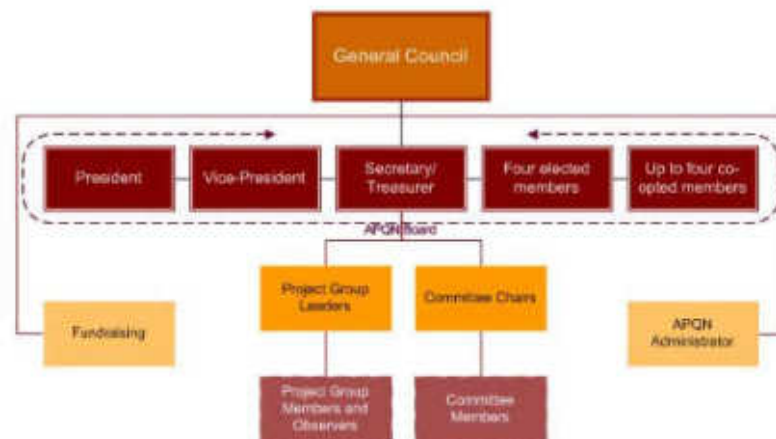 General Council
President
Vice-President
Secretary/
Treasurer
Four elected
members
Up to four co-
opted members
APQN Board
Project Group
Leaders
Committee Chairs
Fundraising
APQN
Administrator
Project Group
Members and
Observers
Committee
Members